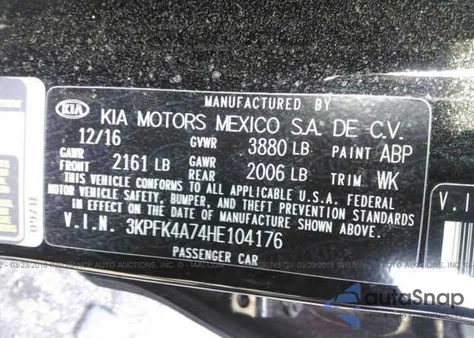 MANUFACTURED BY
KIA
KIA MOTORS MEXICO S.A. DE C.V.
12/16 GVWR 3880 LB PAINT ABP
GAWR FRONT 2161 LB GAWR REAR 2006 LB TRIM WK
THIS VEHICLE CONFORMS TO ALL APPLICABLE U.S.A. FEDERAL
MOTOR VEHICLE SAFETY, BUMPER, AND THEFT PREVENTION STANDARDS
IN EFFECT ON THE DATE OF MANUFACTURE SHOWN ABOVE.
V.I.N. 3KPFK4A74HE104176
PASSENGER CAR
V.I
autaSnap